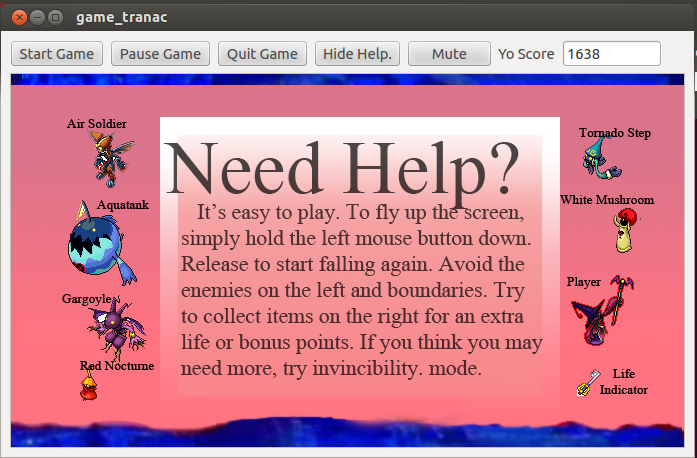 game_tranac
Start Game Pause Game Quit Game Hide Help. Mute Yo Score 1638
Air Soldier
Aquatank
Gargoyle
Red Nocturne
Need Help?
It's easy to play. To fly up the screen,
simply hold the left mouse button down.
Release to start falling again. Avoid the
enemies on the left and boundaries. Try
to collect items on the right for an extra
life or bonus points. If you think you may
need more, try invincibility. mode.
Tornado Step
White Mushroom
Player
Life
Indicator